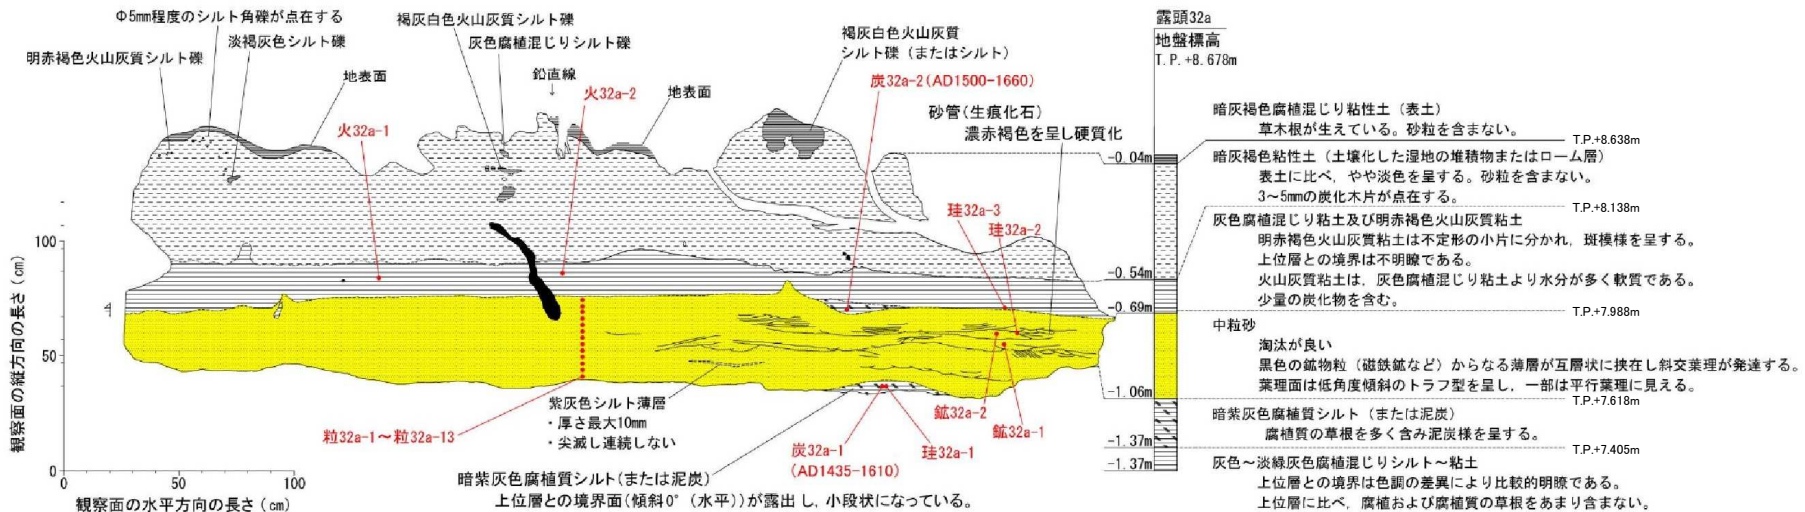 Φ5mm程度のシルト角礫が点在する
淡褐灰色シルト礫
明赤褐色火山灰質シルト礫
地表面
火32a-1
褐灰白色火山灰質シルト礫
灰色腐植混じりシルト礫
鉛直線
火32a-2
地表面
褐灰白色火山灰質
シルト礫（またはシルト）
炭32a-2(AD1500-1660)
砂管(生痕化石)
濃赤褐色を呈し硬質化
珪32a-3
珪32a-2
観察面の縦方向の長さ（cm）
100
50
0
0
50
100
観察面の水平方向の長さ（cm）
粒32a-1～粒32a-13
紫灰色シルト薄層
・厚さ最大10mm
・尖滅し連続しない
暗紫灰色腐植質シルト(または泥炭)
上位層との境界面(傾斜0°（水平))が露出し、小段状になっている。
炭32a-1
(AD1435-1610)
珪32a-1
鉱32a-2
鉱32a-1
露頭32a
地盤標高
T.P.+8.678m
-0.04m
-0.54m
-0.69m
-1.06m
-1.37m
-1.37m
暗灰褐色腐植混じり粘性土（表土）
草木根が生えている。砂粒を含まない。
T.P.+8.638m
暗灰褐色粘性土（土壌化した湿地の堆積物またはローム層）
表土に比べ、やや淡色を呈する。砂粒を含まない。
3～5mmの炭化木片が点在する。
T.P.+8.138m
灰色腐植混じり粘土及び明赤褐色火山灰質粘土
明赤褐色火山灰質粘土は不定形の小片に分かれ、斑模様を呈する。
上位層との境界は不明瞭である。
火山灰質粘土は、灰色腐植混じり粘土より水分が多く軟質である。
少量の炭化物を含む。
T.P.+7.988m
中粒砂
淘汰が良い
黒色の鉱物粒（磁鉄鉱など）からなる薄層が互層状に挟在し斜交葉理が発達する。
葉理面は低角度傾斜のトラフ型を呈し、一部は平行葉理に見える。
T.P.+7.618m
暗紫灰色腐植質シルト（または泥炭）
腐植質の草根を多く含み泥炭様を呈する。
T.P.+7.405m
灰色～淡緑灰色腐植混じりシルト～粘土
上位層との境界は色調の差異により比較的明瞭である。
上位層に比べ、腐植および腐植質の草根をあまり含まない。